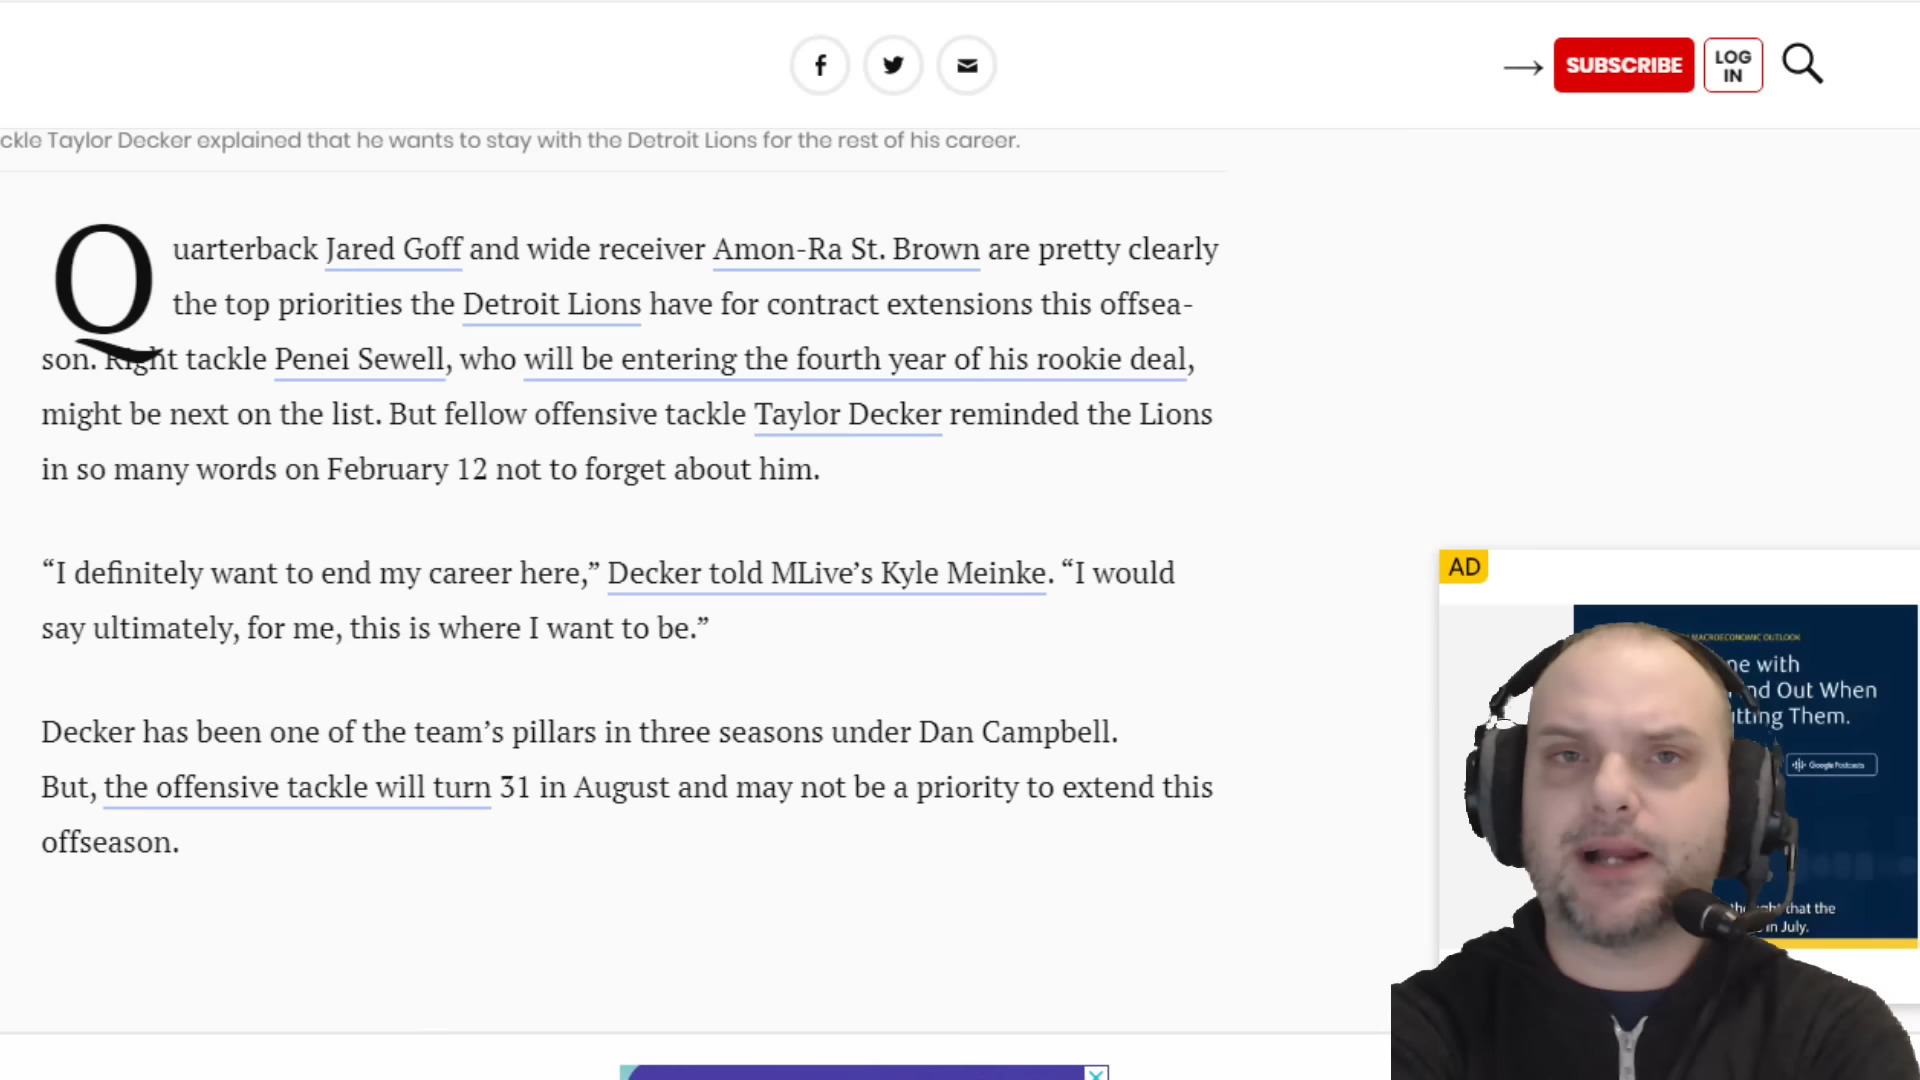 SUBSCRIBE
LOG
IN
ckle Taylor Decker explained that he wants to stay with the Detroit Lions for the rest of his career.
Quarterback Jared Goff and wide receiver Amon-Ra St. Brown are pretty clearly
the top priorities the Detroit Lions have for contract extensions this offsea-
son. Right tackle Penei Sewell, who will be entering the fourth year of his rookie deal,
might be next on the list. But fellow offensive tackle Taylor Decker reminded the Lions
in so many words on February 12 not to forget about him.
“I definitely want to end my career here,” Decker told MLive’s Kyle Meinke. “I would
say ultimately, for me, this is where I want to be.”
Decker has been one of the team’s pillars in three seasons under Dan Campbell.
But, the offensive tackle will turn 31 in August and may not be a priority to extend this
offseason.
AD
MACROECONOMIC OUTLOOK
ne with
nd Out When
tting Them.
Google Podcasts
that the
in July.